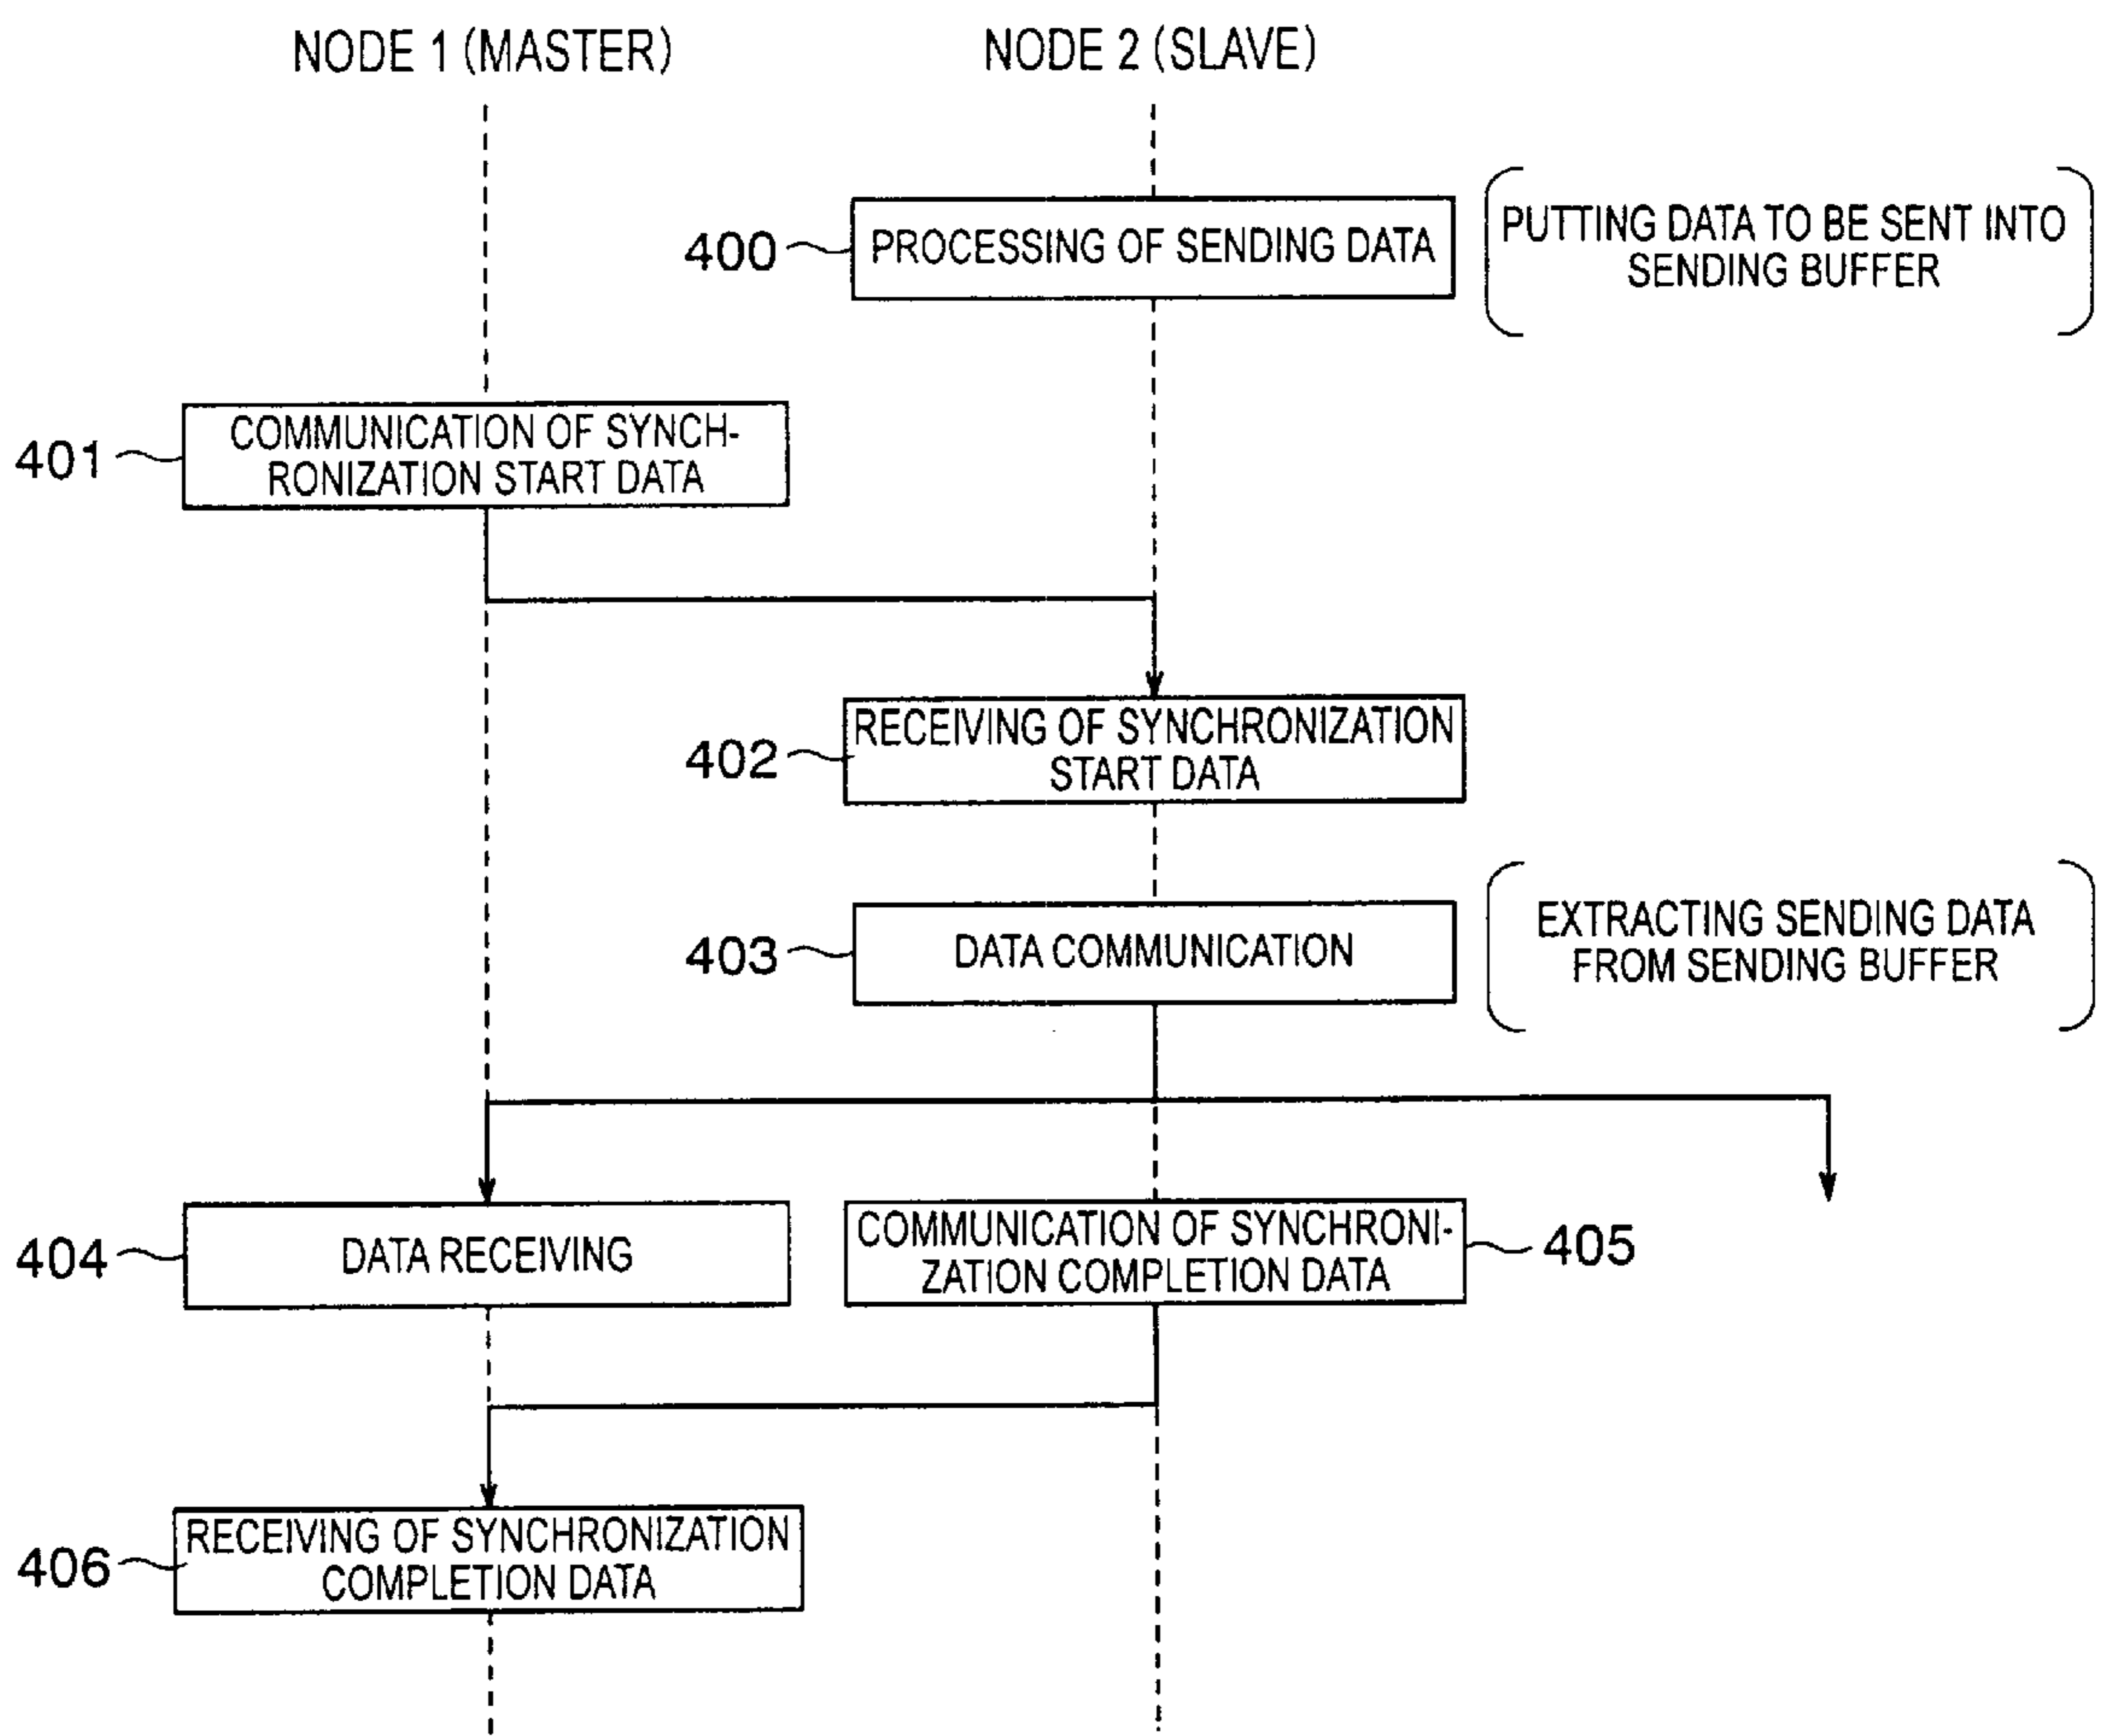 NODE 1 (MASTER)
NODE 2 (SLAVE)
400
PROCESSING OF SENDING DATA
PUTTING DATA TO BE SENT INTO
SENDING BUFFER
401
COMMUNICATION OF SYNCH-
RONIZATION START DATA
402
RECEIVING OF SYNCHRONIZATION
START DATA
403
DATA COMMUNICATION
EXTRACTING SENDING DATA
FROM SENDING BUFFER
404
DATA RECEIVING
COMMUNICATION OF SYNCHRONI-
ZATION COMPLETION DATA
405
406
RECEIVING OF SYNCHRONIZATION
COMPLETION DATA